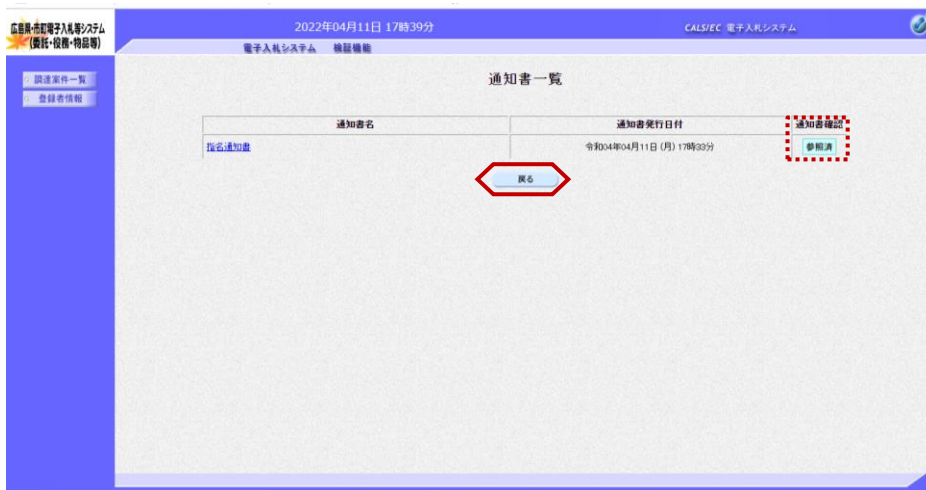 広島県・市町電子入札等システム
(委託・役務・物品等)
2022年04月11日 17時39分
CALS/EC 電子入札システム
電子入札システム 検証機能
調達案件一覧
登録者情報
通知書一覧
通知書名 通知書発行日付 通知書確認
指名通知書 令和04年04月11日 (月) 17時33分 参照済
戻る